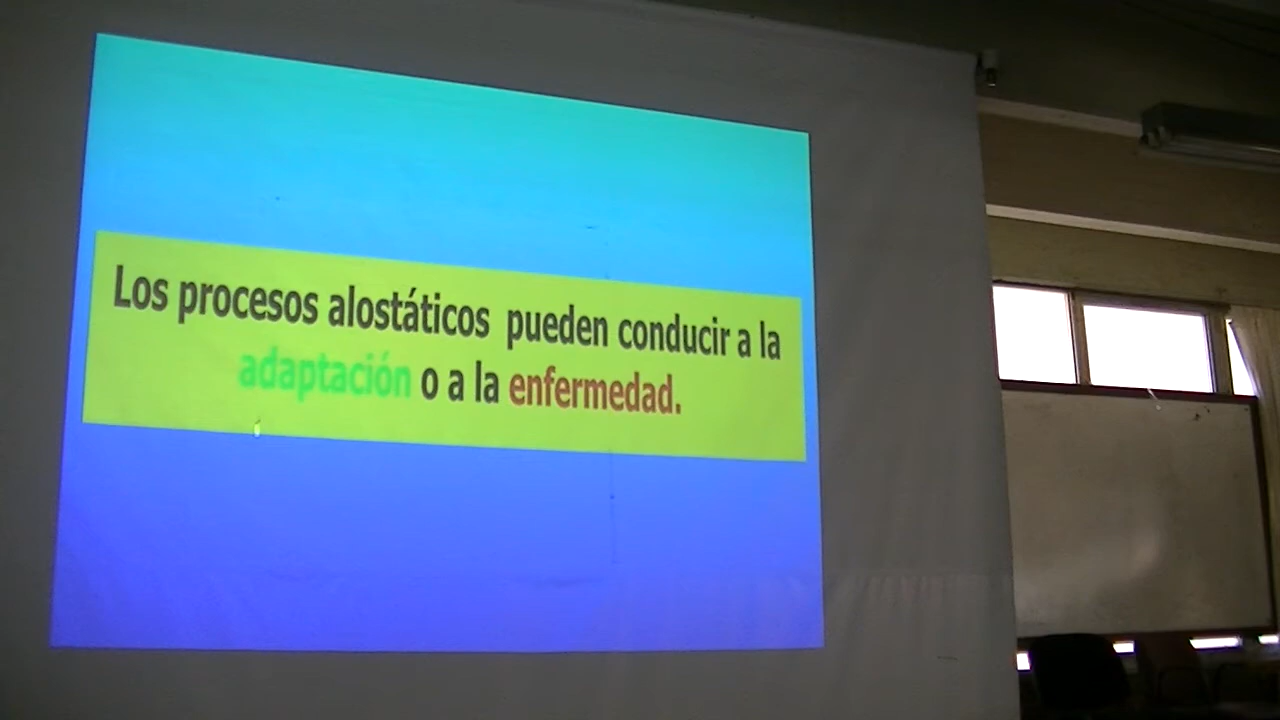 Los procesos alostáticos pueden conducir a la
adaptación o a la enfermedad.